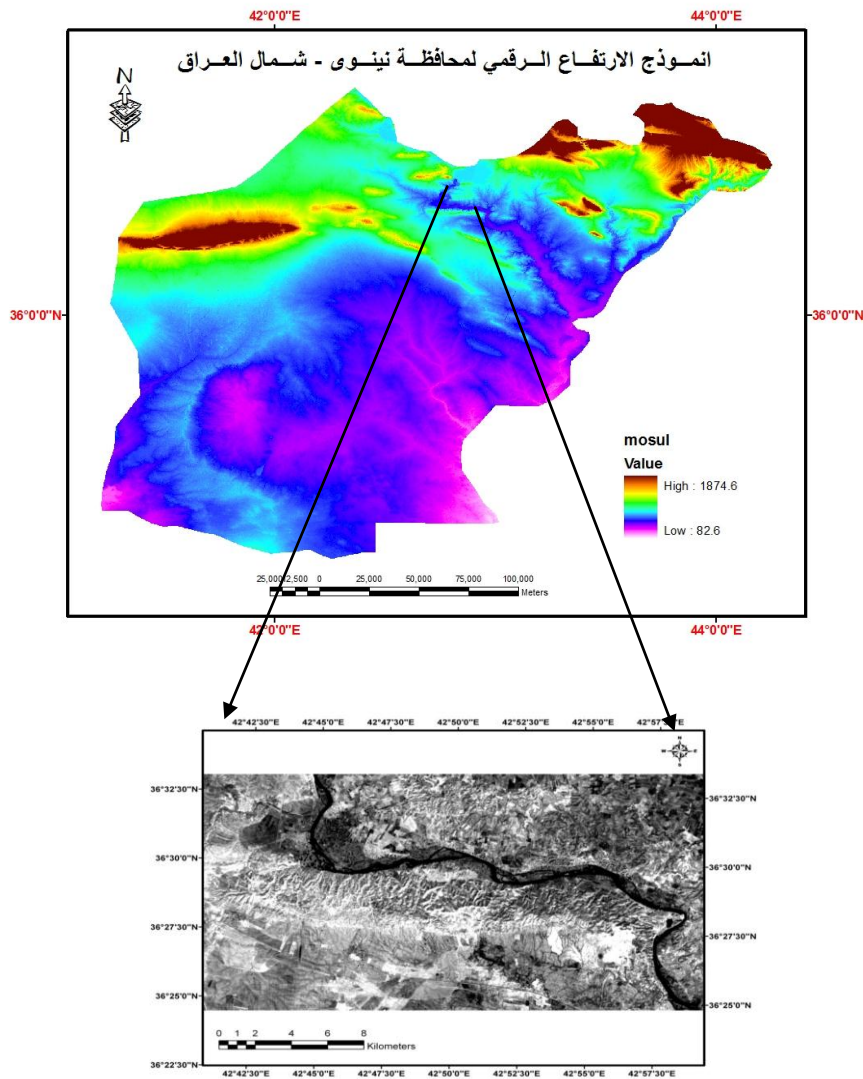 42°0'0"E 44°0'0"E
انمــوذج الارتفــاع الــرقمي لمحافظــة نينــوى - شــمال العــراق
N
36°0'0"N 36°0'0"N
mosul
Value
High : 1874.6
Low : 82.6
25,000 12,500 0 25,000 50,000 75,000 100,000
Meters
42°0'0"E 44°0'0"E
42°42'30"E 42°45'0"E 42°47'30"E 42°50'0"E 42°52'30"E 42°55'0"E
N
W E
S
36°32'30"N 36°32'30"N
36°30'0"N 36°30'0"N
36°27'30"N 36°27'30"N
36°25'0"N 36°25'0"N
0 1 2 4 6 8
Kilometers
36°22'30"N
42°42'30"E 42°45'0"E 42°47'30"E 42°50'0"E 42°52'30"E 42°55'0"E 42°57'30"E